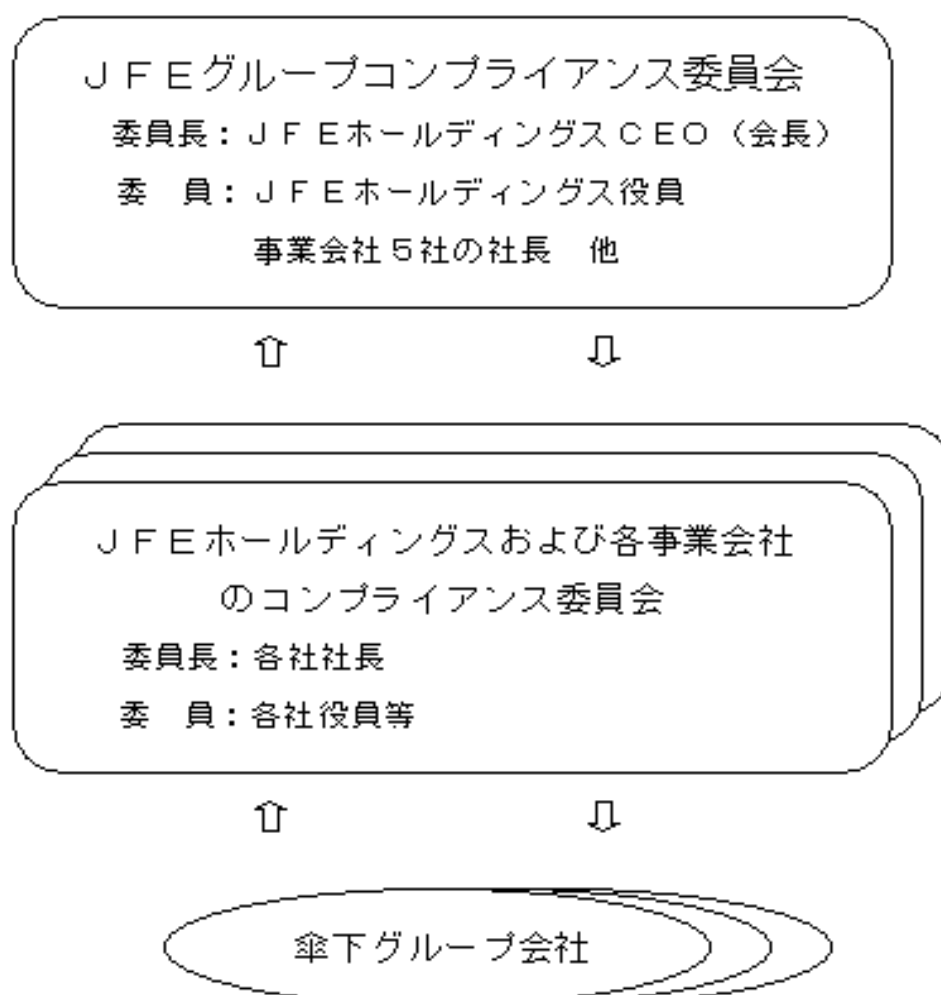 ＪＦＥグループコンプライアンス委員会
委員長：ＪＦＥホールディングスＣＥＯ（会長）
委　員：ＪＦＥホールディングス役員
事業会社５社の社長　他
ＪＦＥホールディングスおよび各事業会社
のコンプライアンス委員会
委員長：各社社長
委　員：各社役員等
傘下グループ会社